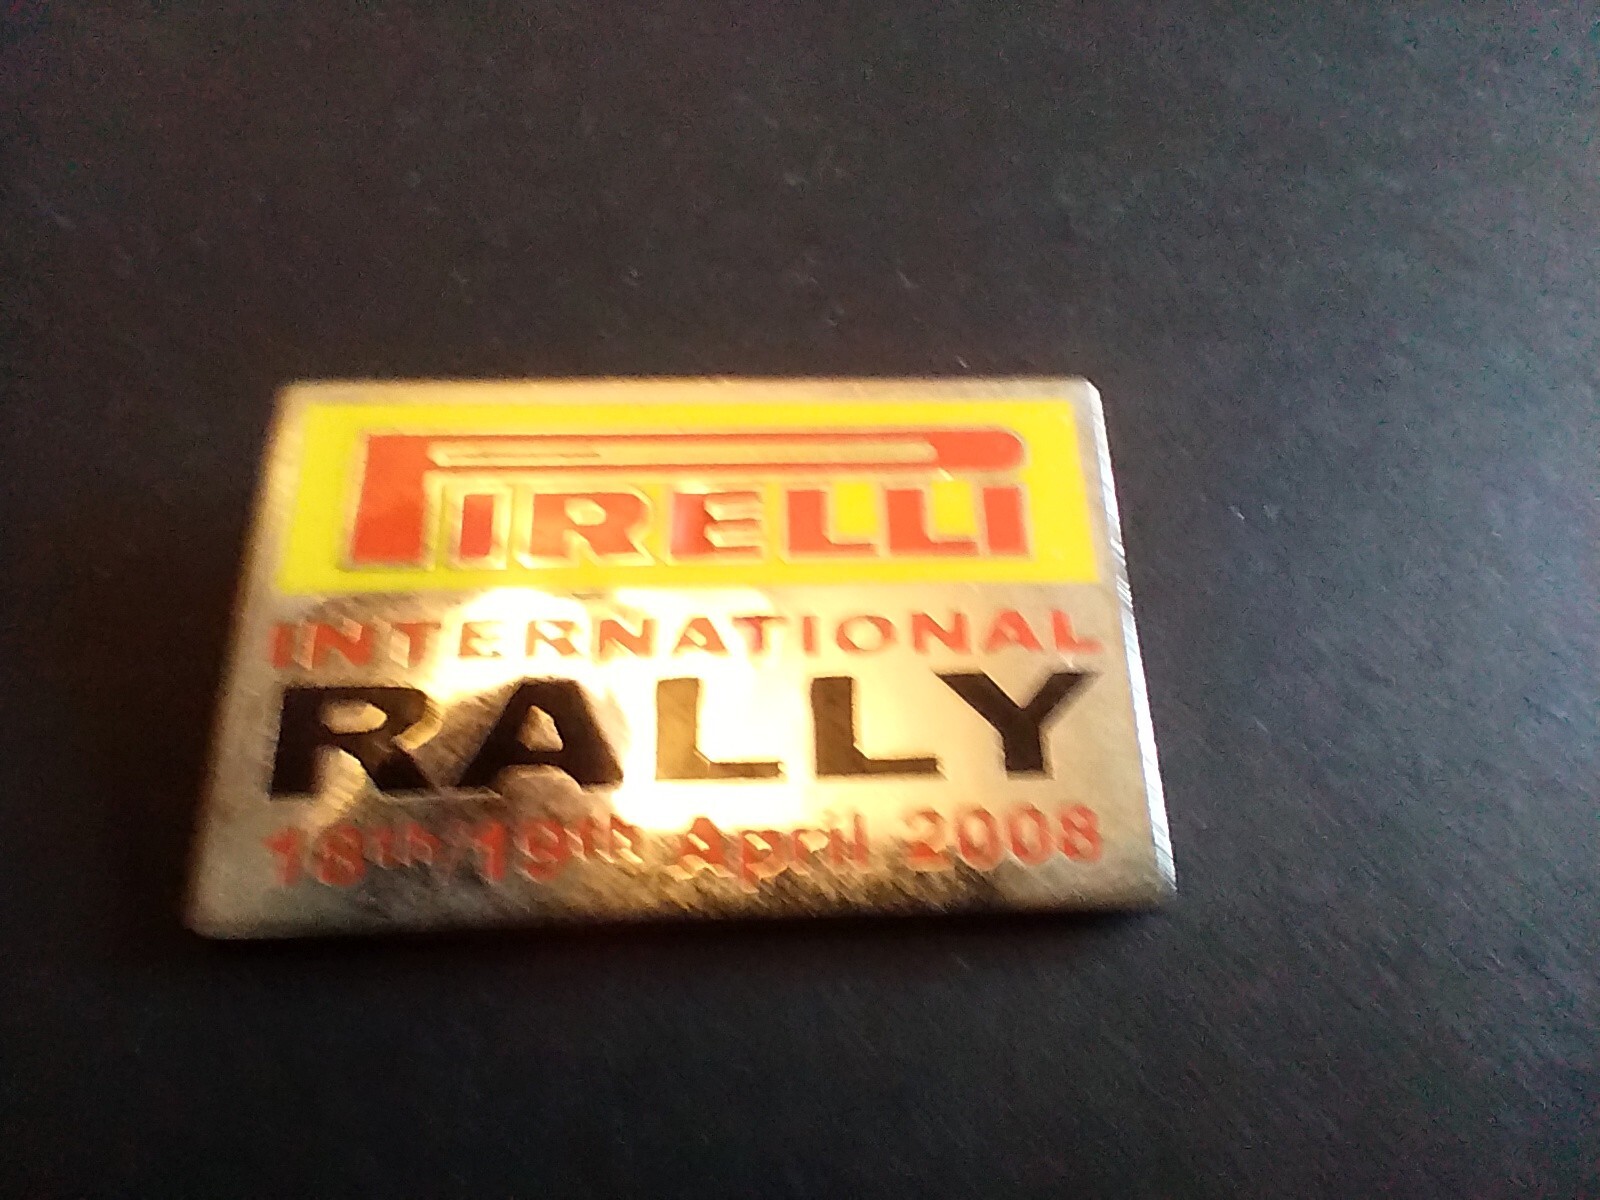 PIRELLI
INTERNATIONAL
RALLY
18th/19th April 2008